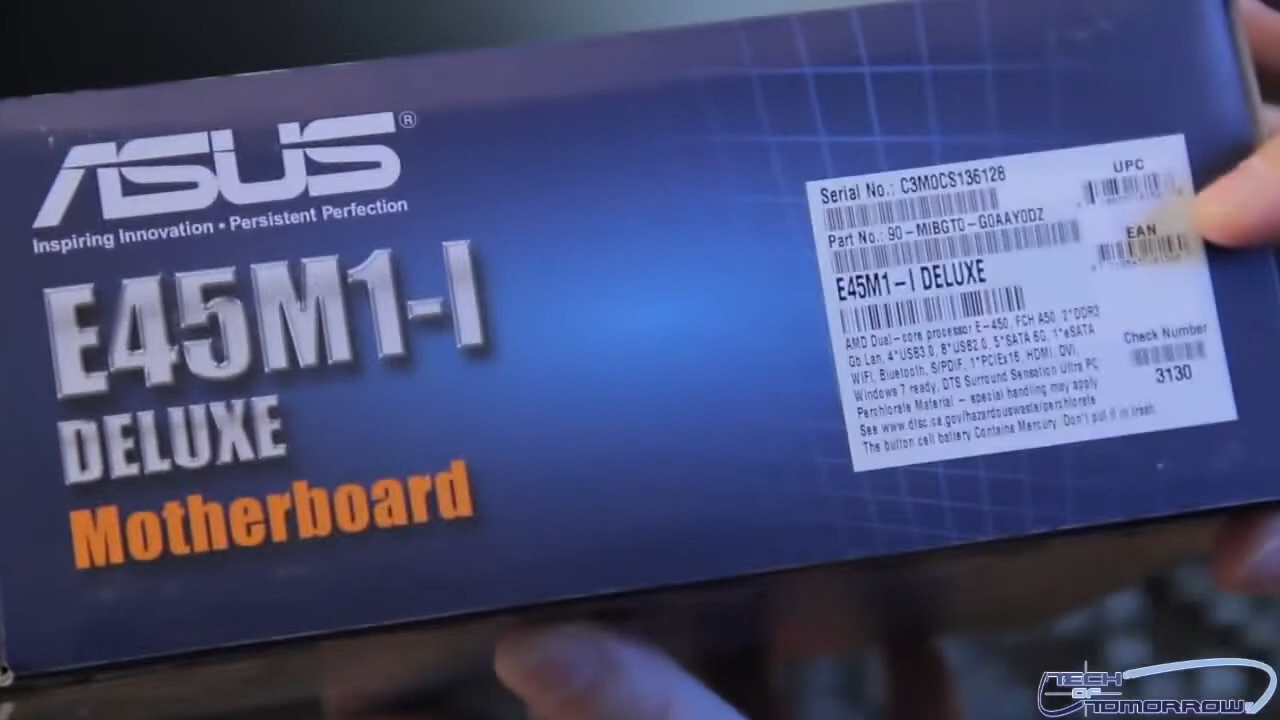 ASUS®
Inspiring Innovation • Persistent Perfection
E45M1-I
DELUXE
Motherboard
Serial No.: C3M0CS136128
Part No.: 90-MIBGT0-G0AAY0DZ
E45M1-I DELUXE
AMD Dual-core processor E-450, FCH A50, 2*DDR3
Gb Lan, 4*USB3.0, 8*USB2.0, 5*SATA 6G, 1*eSATA
WiFi, Bluetooth, S/PDIF, 1*PCIEx16, HDMI, DVI,
Windows 7 ready, DTS Surround Sensation Ultra PC
Perchlorate Material - special handling may apply
See www.dtsc.ca.gov/hazardouswaste/perchlorate
The button cell battery Contains Mercury. Don't put it in trash
UPC
EAN
Check Number
3130
TECH
OF
TOMORROW